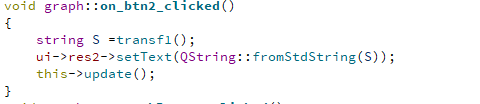 void graph::on_btn2_clicked()
{
    string S =transf1();
    ui->res2->setText(QString::fromStdString(S));
    this->update();
}